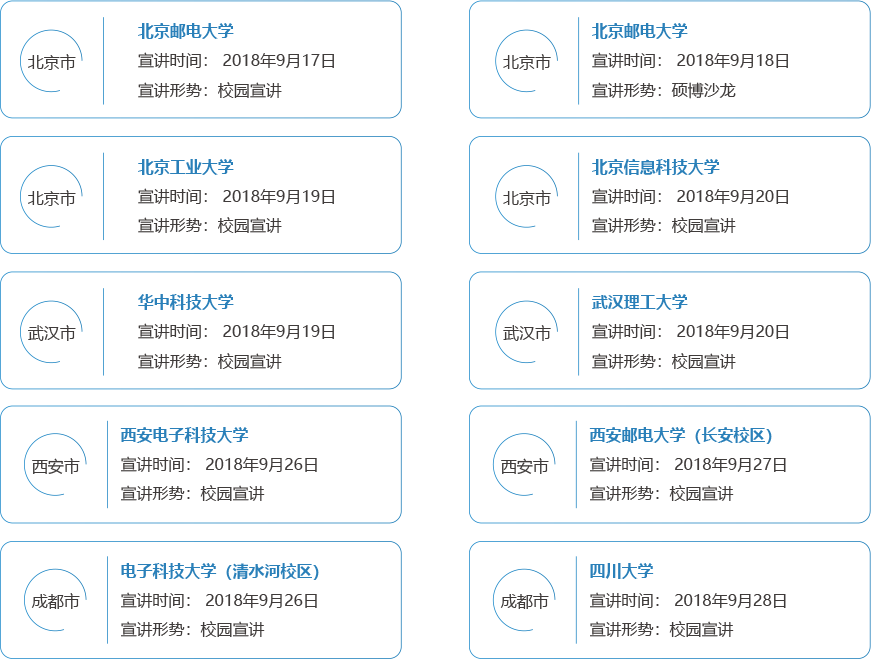 北京市
北京邮电大学
宣讲时间： 2018年9月17日
宣讲形势：校园宣讲
北京市
北京邮电大学
宣讲时间： 2018年9月18日
宣讲形势：硕博沙龙
北京市
北京工业大学
宣讲时间： 2018年9月19日
宣讲形势：校园宣讲
北京市
北京信息科技大学
宣讲时间： 2018年9月20日
宣讲形势：校园宣讲
武汉市
华中科技大学
宣讲时间： 2018年9月19日
宣讲形势：校园宣讲
武汉市
武汉理工大学
宣讲时间： 2018年9月20日
宣讲形势：校园宣讲
西安市
西安电子科技大学
宣讲时间： 2018年9月26日
宣讲形势：校园宣讲
西安市
西安邮电大学（长安校区）
宣讲时间： 2018年9月27日
宣讲形势：校园宣讲
成都市
电子科技大学（清水河校区）
宣讲时间： 2018年9月26日
宣讲形势：校园宣讲
成都市
四川大学
宣讲时间： 2018年9月28日
宣讲形势：校园宣讲